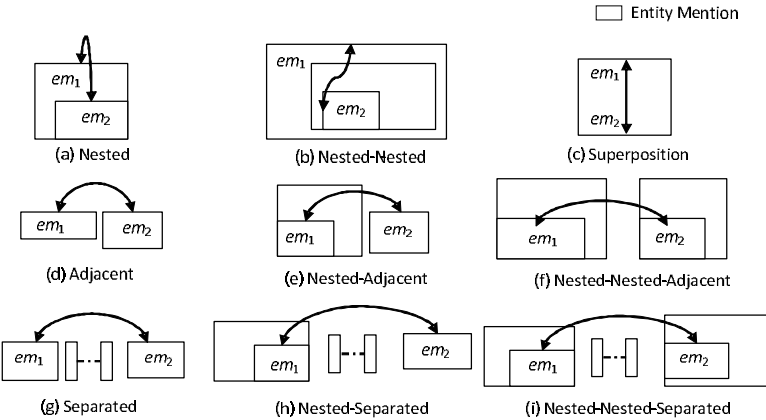 Entity Mention
em1
em2
(a) Nested
em1
em2
(b) Nested-Nested
em1
em2
(c) Superposition
em1
em2
(d) Adjacent
em1
em2
(e) Nested-Adjacent
em1
em2
(f) Nested-Nested-Adjacent
em1
em2
(g) Separated
em1
em2
(h) Nested-Separated
em1
em2
(i) Nested-Nested-Separated